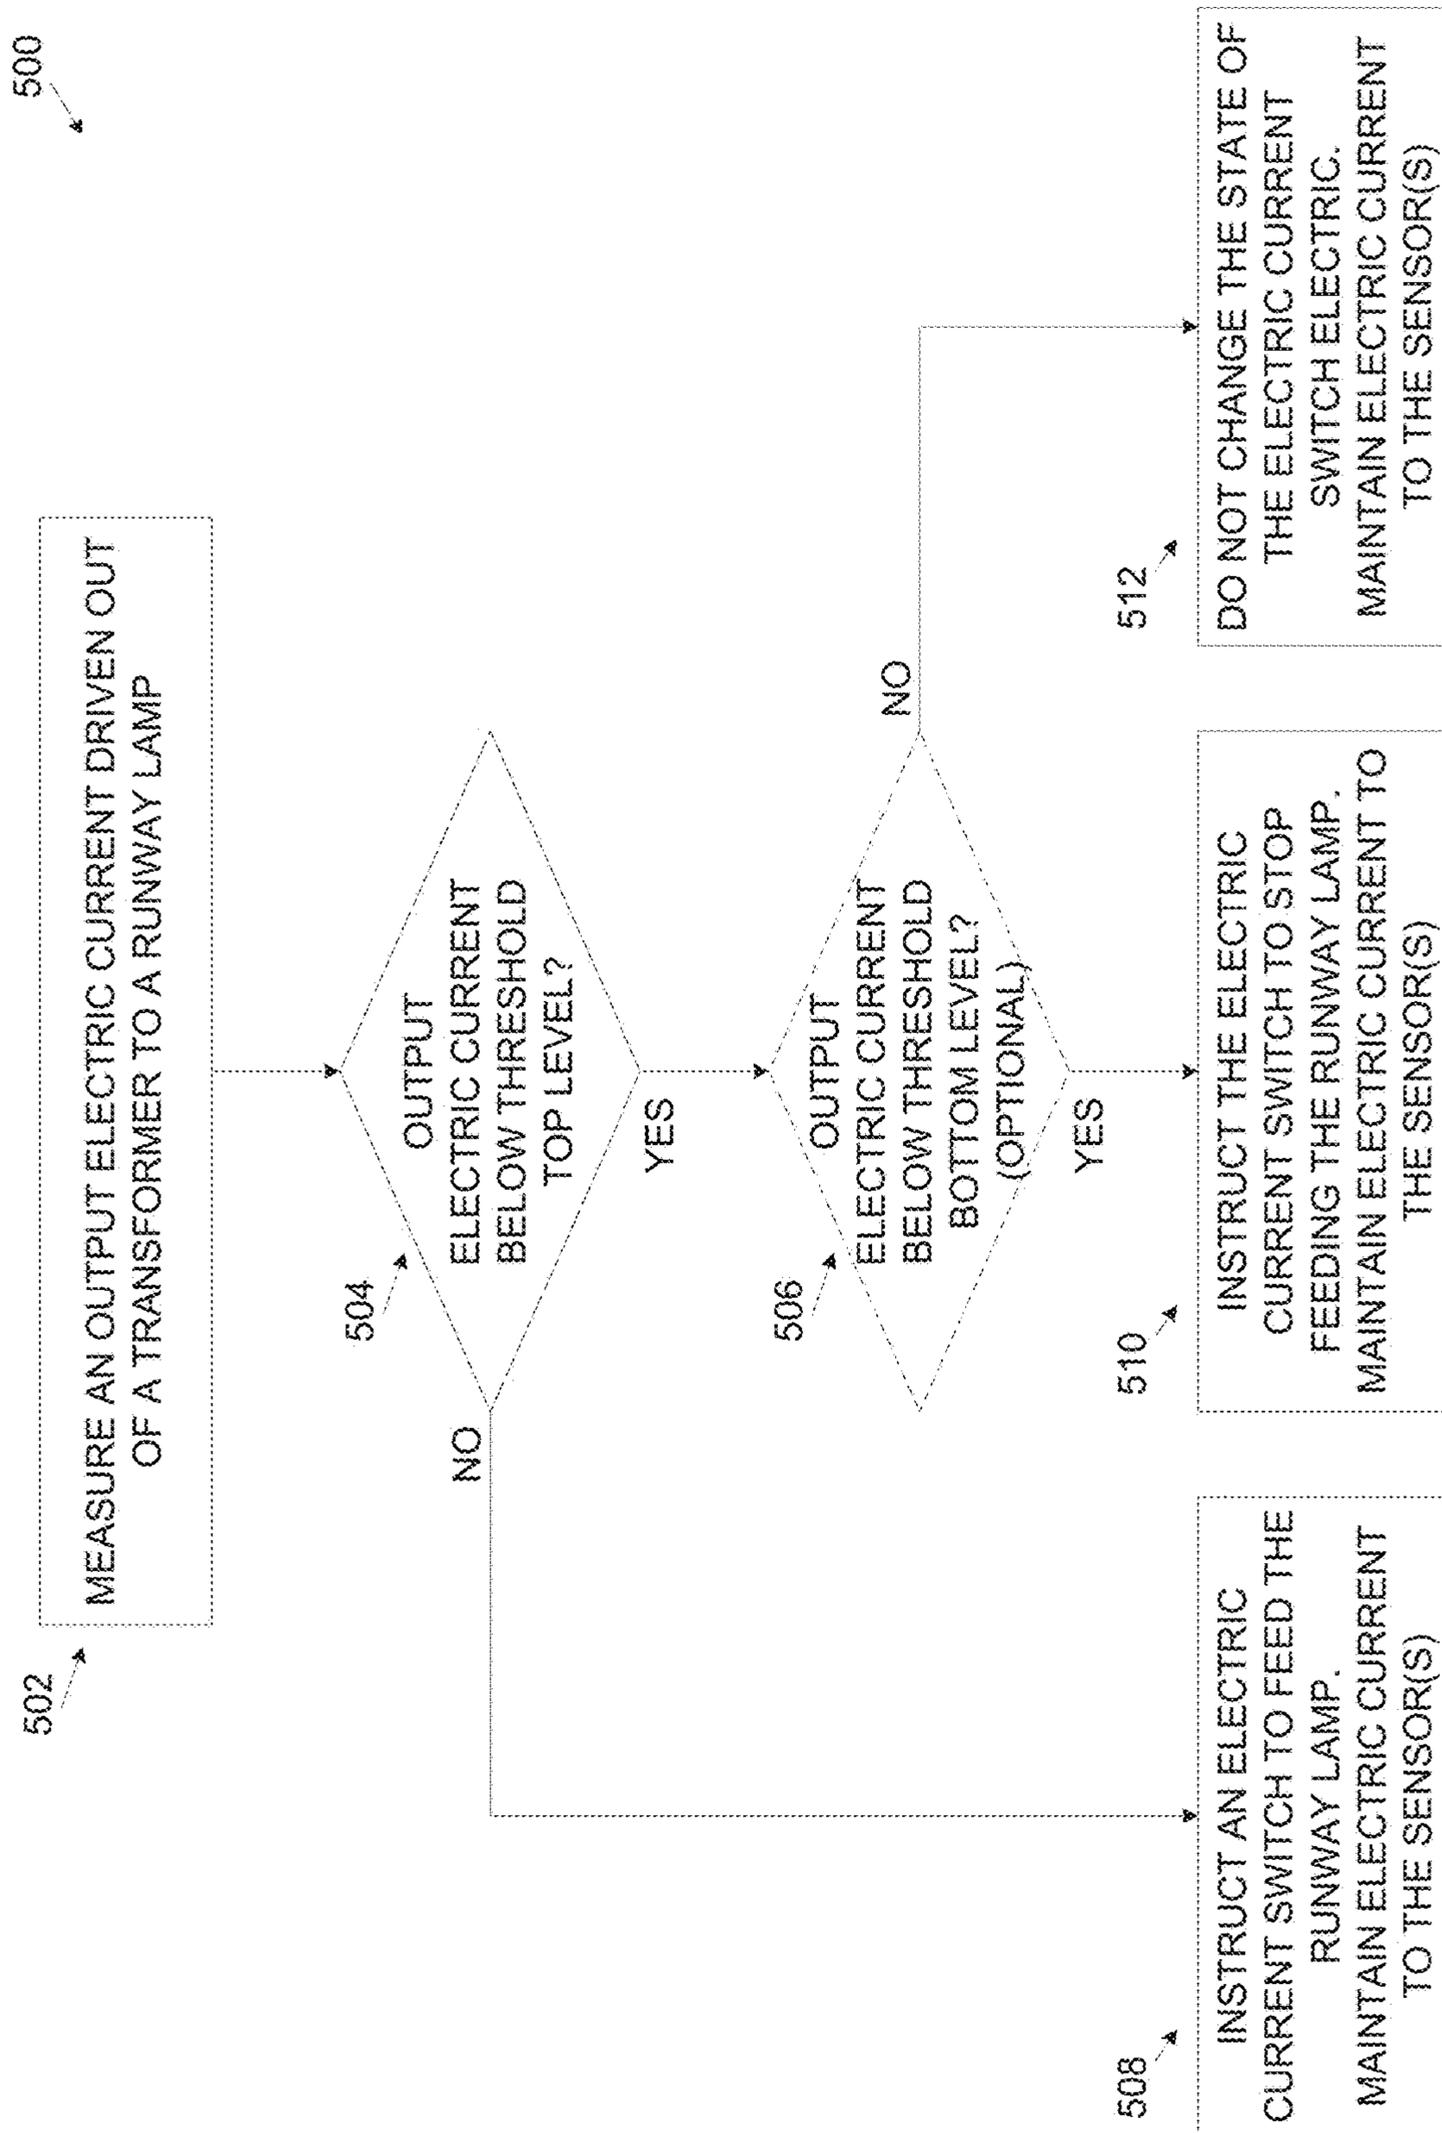 500
502
MEASURE AN OUTPUT ELECTRIC CURRENT DRIVEN OUT
OF A TRANSFORMER TO A RUNWAY LAMP
504
OUTPUT
ELECTRIC CURRENT
BELOW THRESHOLD
TOP LEVEL?
NO
YES
506
OUTPUT
ELECTRIC CURRENT
BELOW THRESHOLD
BOTTOM LEVEL?
(OPTIONAL)
NO
YES
508
INSTRUCT AN ELECTRIC
CURRENT SWITCH TO FEED THE
RUNWAY LAMP.
MAINTAIN ELECTRIC CURRENT
TO THE SENSOR(S)
510
INSTRUCT THE ELECTRIC
CURRENT SWITCH TO STOP
FEEDING THE RUNWAY LAMP.
MAINTAIN ELECTRIC CURRENT TO
THE SENSOR(S)
512
DO NOT CHANGE THE STATE OF
THE ELECTRIC CURRENT
SWITCH ELECTRIC.
MAINTAIN ELECTRIC CURRENT
TO THE SENSOR(S)